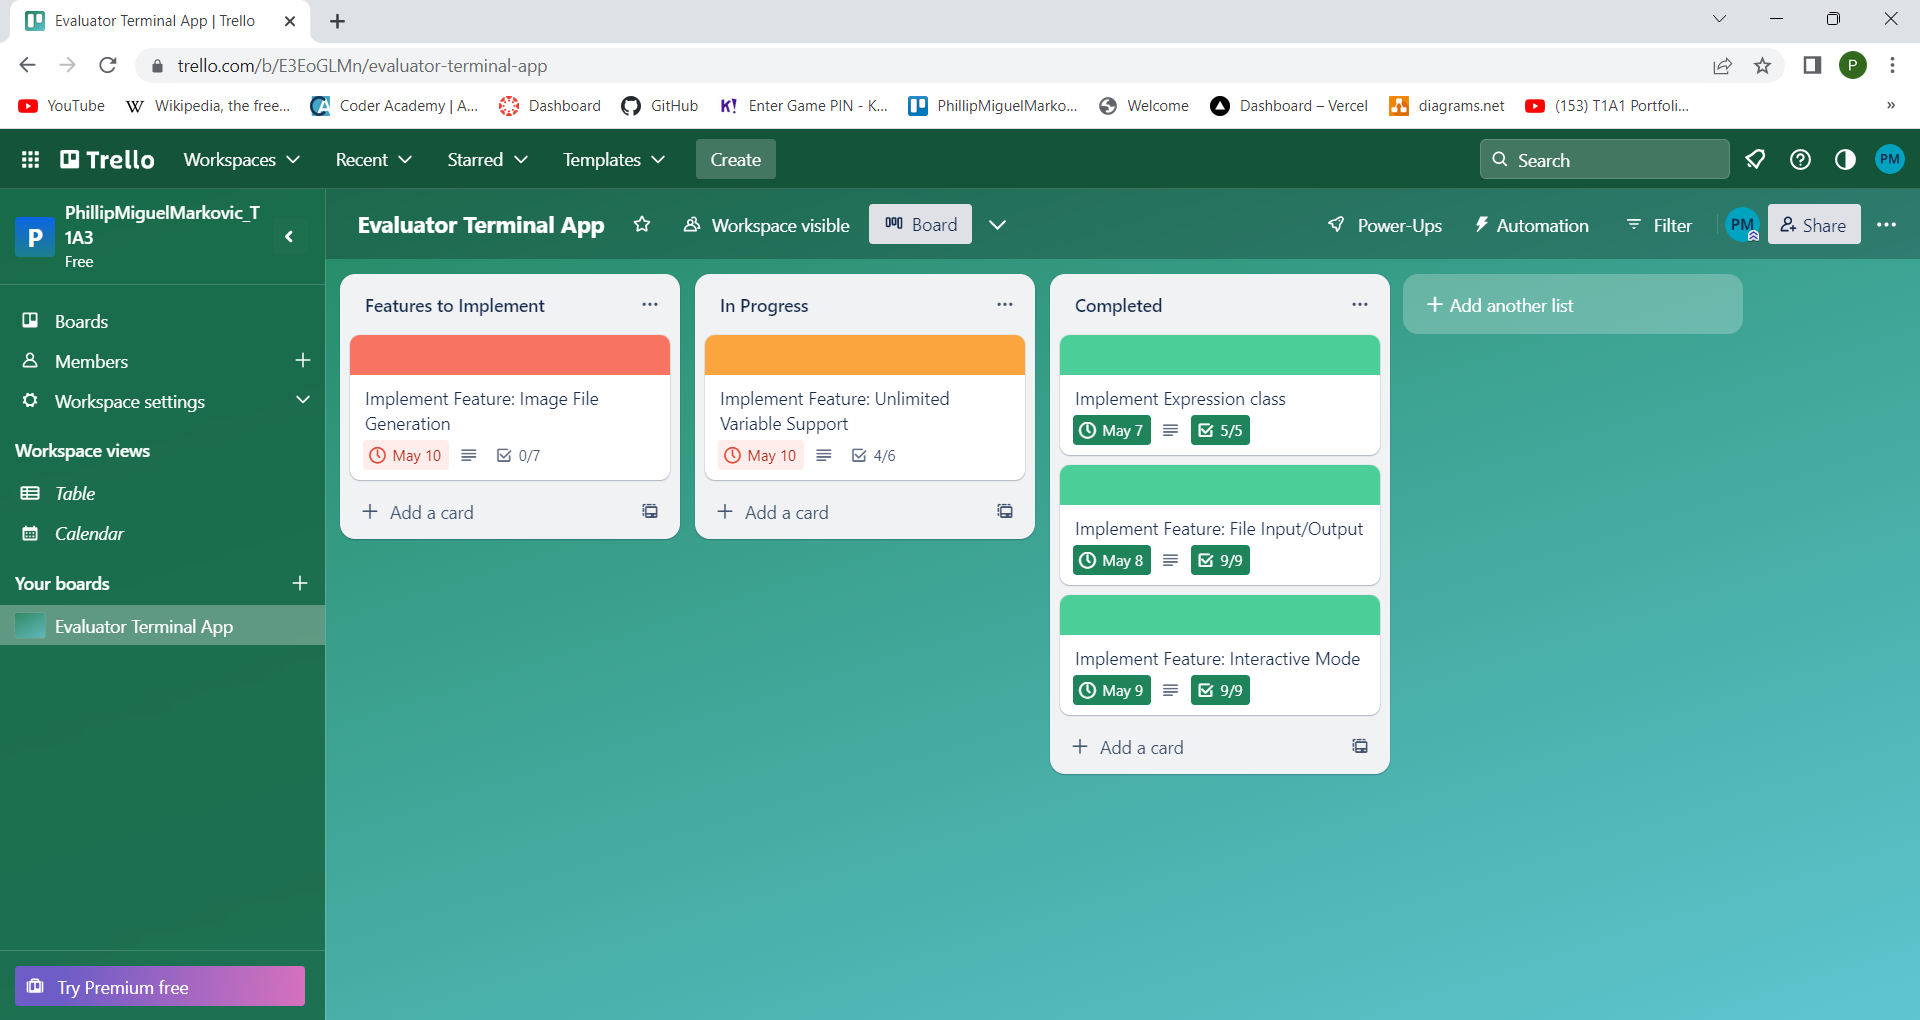 Evaluator Terminal App | Trello
trello.com/b/E3EoGLMn/evaluator-terminal-app
P
YouTube
W Wikipedia, the free...
Coder Academy | A...
Dashboard
GitHub
K! Enter Game PIN - K...
PhillipMiguelMarko...
Welcome
Dashboard – Vercel
diagrams.net
(153) T1A1 Portfoli...
»
Trello
Workspaces
Recent
Starred
Templates
Create
Search
PM
P
PhillipMiguelMarkovic_T
1A3
Free
Evaluator Terminal App
Workspace visible
Board
Power-Ups
Automation
Filter
PM
Share
Boards
Members
Workspace settings
Workspace views
Table
Calendar
Your boards
Evaluator Terminal App
Try Premium free
Features to Implement
Implement Feature: Image File
Generation
May 10
0/7
Add a card
In Progress
Implement Feature: Unlimited
Variable Support
May 10
4/6
Add a card
Completed
Implement Expression class
May 7
5/5
Implement Feature: File Input/Output
May 8
9/9
Implement Feature: Interactive Mode
May 9
9/9
Add a card
Add another list